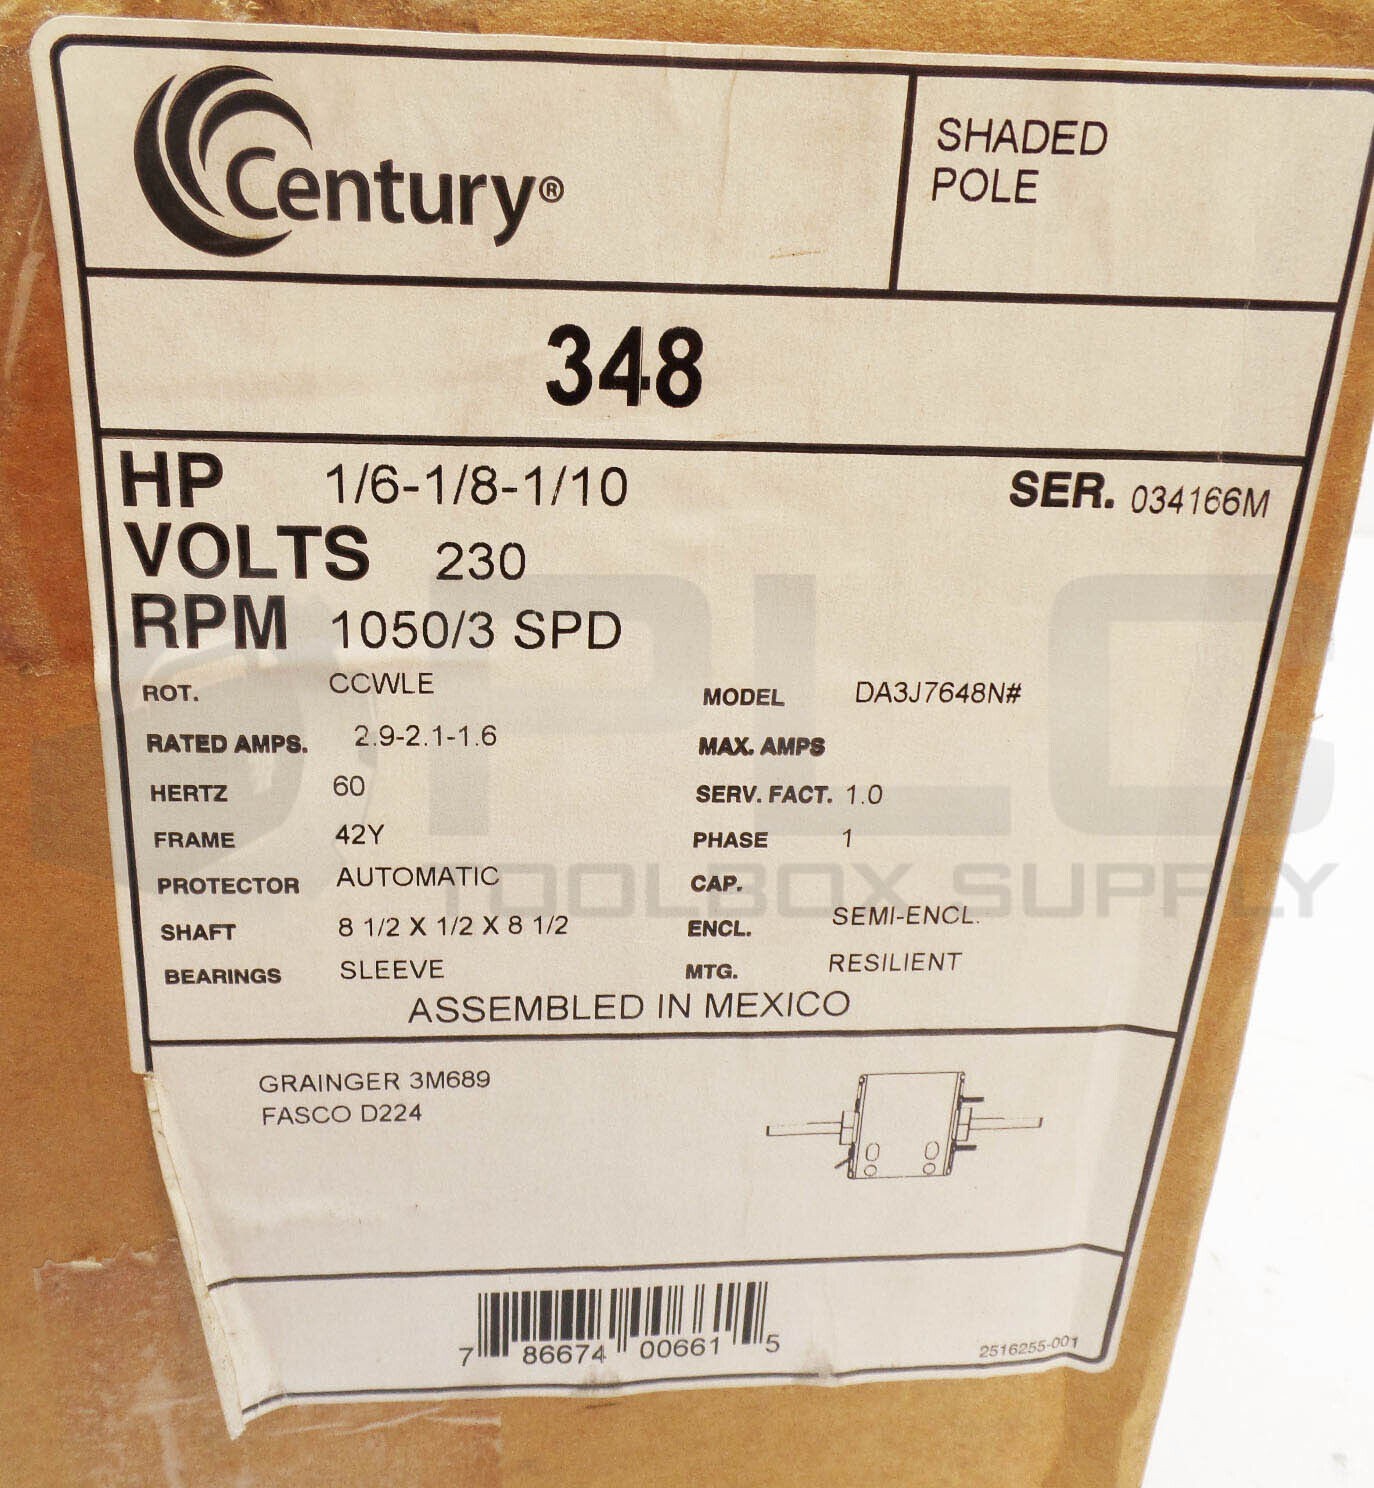 Century®
SHADED
POLE
348
HP 1/6-1/8-1/10
SER. 034166M
VOLTS 230
RPM 1050/3 SPD
ROT. CCWLE
MODEL DA3J7648N#
RATED AMPS. 2.9-2.1-1.6
MAX. AMPS
HERTZ 60
SERV. FACT. 1.0
FRAME 42Y
PHASE 1
PROTECTOR AUTOMATIC
CAP.
SHAFT 8 1/2 X 1/2 X 8 1/2
ENCL. SEMI-ENCL.
BEARINGS SLEEVE
MTG. RESILIENT
ASSEMBLED IN MEXICO
GRAINGER 3M689
FASCO D224
7 86674 00661 5
2516255-001
PLC
TOOLBOX SUPPLY